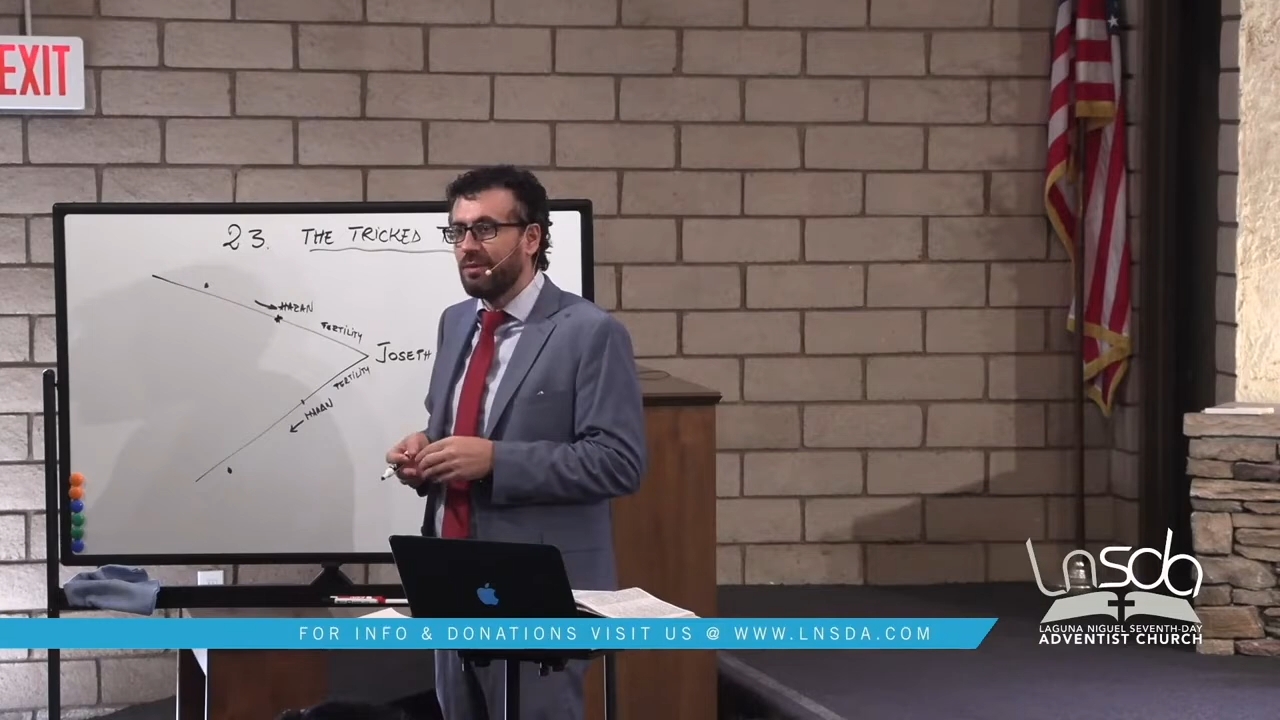 EXIT
23. THE TRICKED
HARAN
FERTILITY
JOSEPH
FERTILITY
HARAN
FOR INFO & DONATIONS VISIT US @ WWW.LNSDA.COM
LNSDA
LAGUNA NIGUEL SEVENTH-DAY
ADVENTIST CHURCH